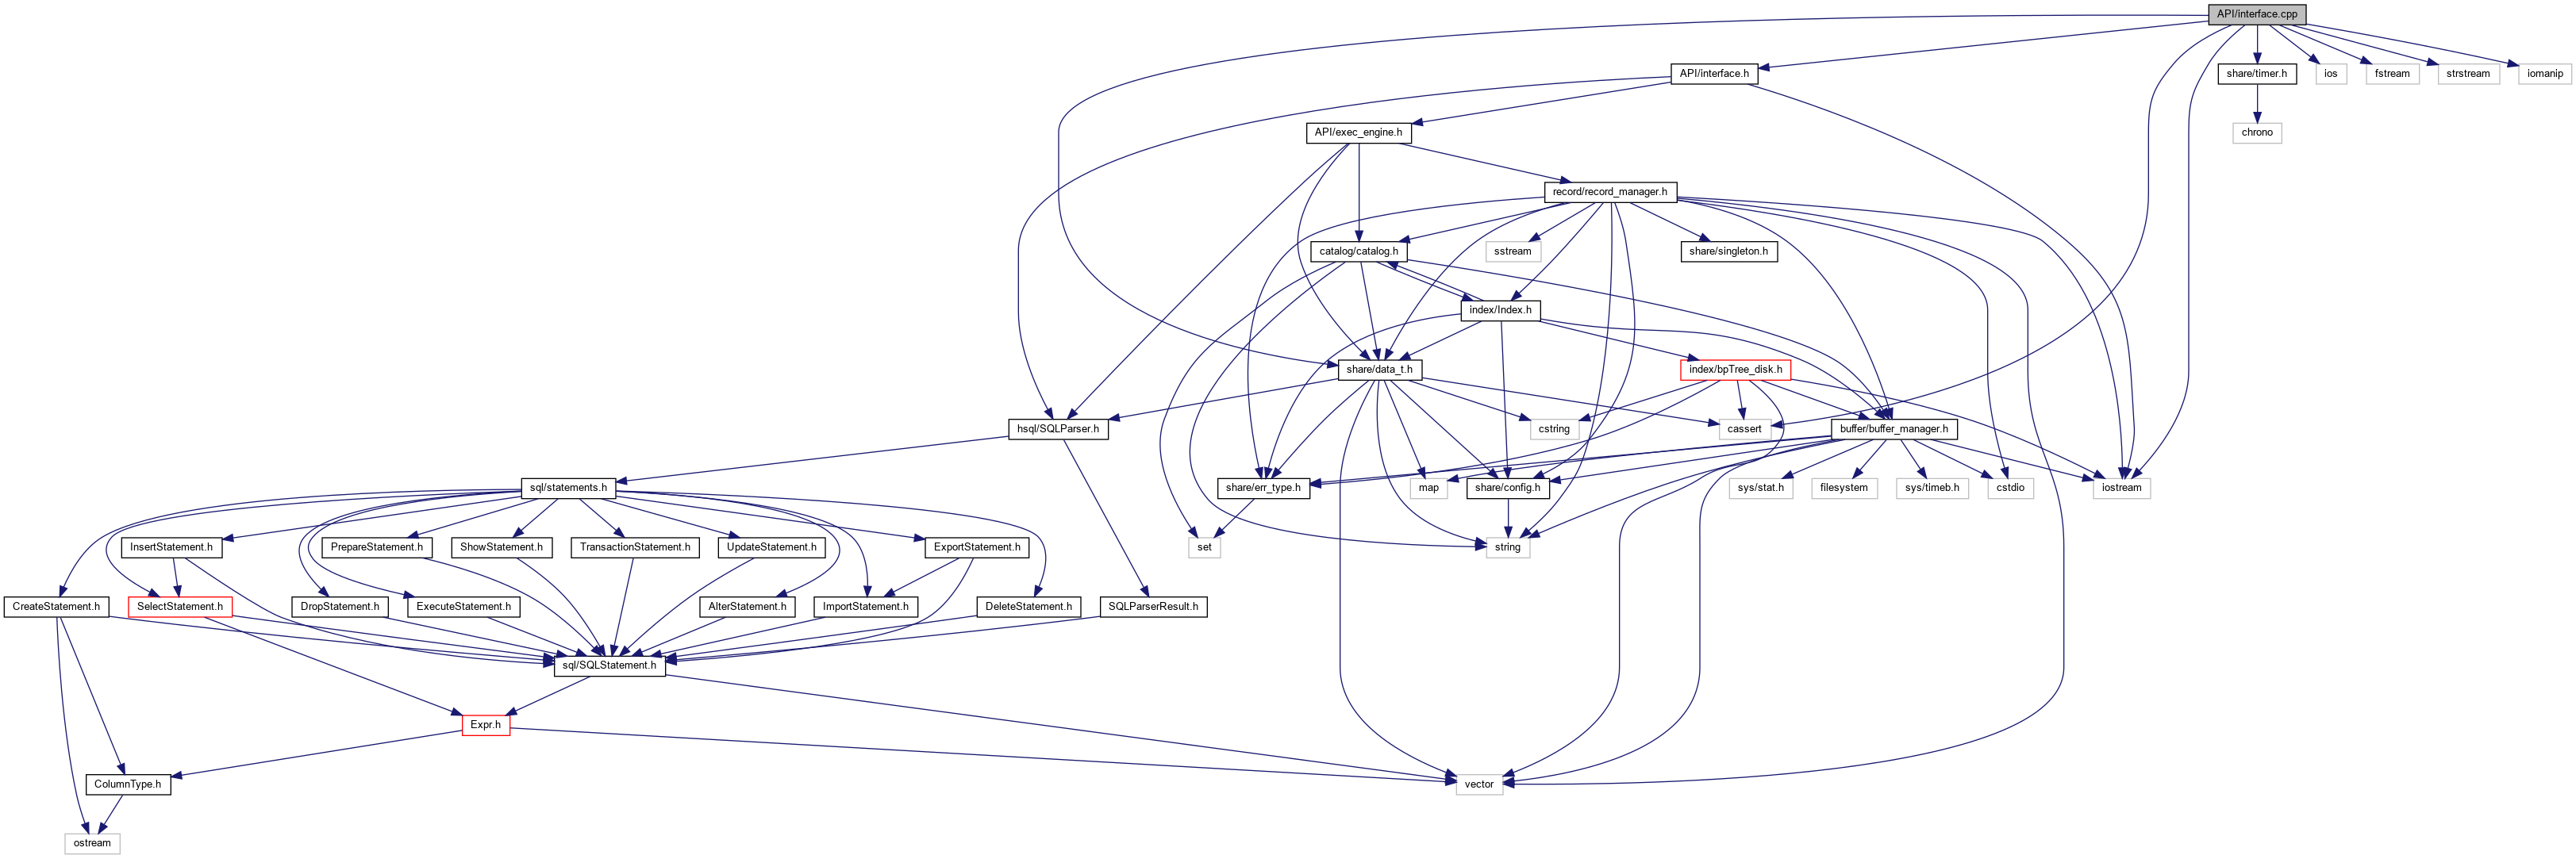 API/interface.cpp
API/interface.h
share/timer.h
ios
fstream
strstream
iomanip
API/exec_engine.h
chrono
record/record_manager.h
catalog/catalog.h
sstream
share/singleton.h
index/Index.h
share/data_t.h
index/bpTree_disk.h
hsql/SQLParser.h
cstring
cassert
buffer/buffer_manager.h
sql/statements.h
share/err_type.h
map
share/config.h
sys/stat.h
filesystem
sys/timeb.h
cstdio
iostream
InsertStatement.h
PrepareStatement.h
ShowStatement.h
TransactionStatement.h
UpdateStatement.h
ExportStatement.h
set
string
CreateStatement.h
SelectStatement.h
DropStatement.h
ExecuteStatement.h
AlterStatement.h
ImportStatement.h
DeleteStatement.h
SQLParserResult.h
sql/SQLStatement.h
Expr.h
ColumnType.h
vector
ostream